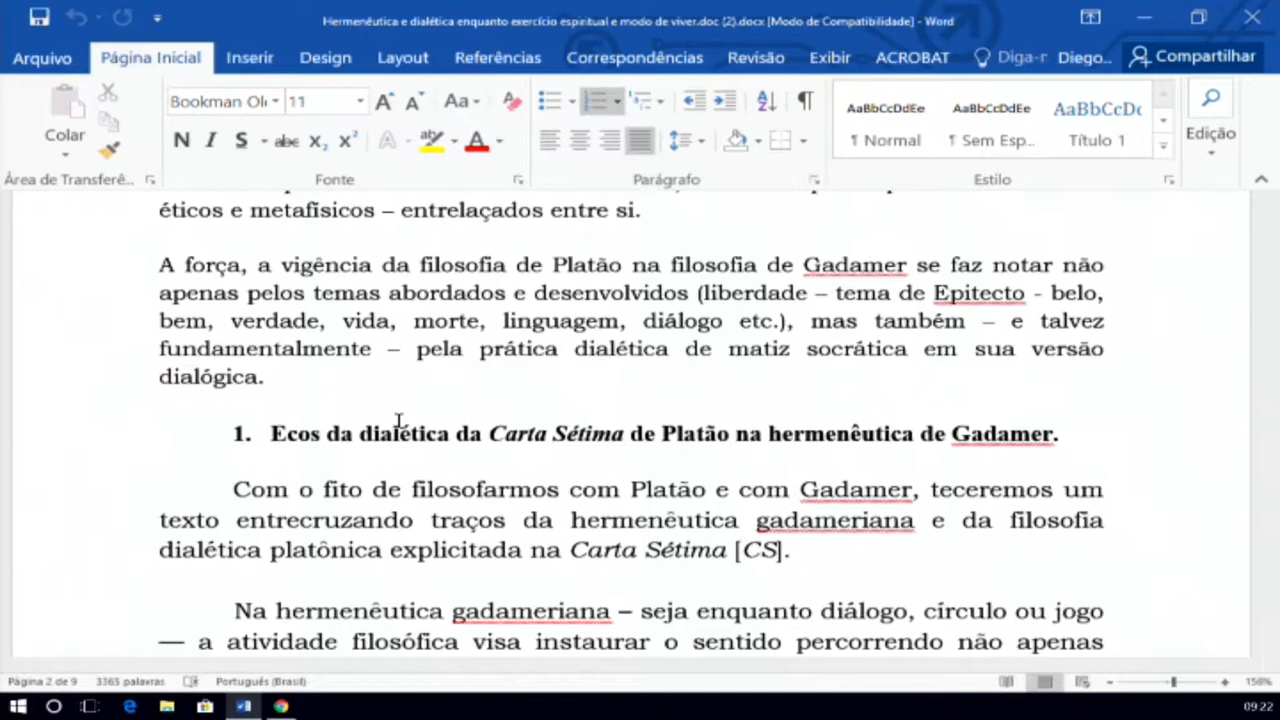 Hermenêutica e dialética enquanto exercício espiritual e modo de viver.doc (2).docx [Modo de Compatibilidade] - Word
Arquivo Página Inicial Inserir Design Layout Referências Correspondências Revisão Exibir ACROBAT Diga-r Diego... Compartilhar
Bookman Ol 11 A A Aa
Colar N I S abc X₂ X² A A
AaBbCcDdEe AaBbCcDdEe AaBbCcDc
¶ Normal ¶ Sem Esp... Título 1
Edição
Área de Transferê... Fonte Parágrafo Estilo
éticos e metafísicos – entrelaçados entre si.
A força, a vigência da filosofia de Platão na filosofia de Gadamer se faz notar não
apenas pelos temas abordados e desenvolvidos (liberdade – tema de Epitecto - belo,
bem, verdade, vida, morte, linguagem, diálogo etc.), mas também – e talvez
fundamentalmente – pela prática dialética de matiz socrática em sua versão
dialógica.
1. Ecos da dialética da Carta Sétima de Platão na hermenêutica de Gadamer.
Com o fito de filosofarmos com Platão e com Gadamer, teceremos um
texto entrecruzando traços da hermenêutica gadameriana e da filosofia
dialética platônica explicitada na Carta Sétima [CS].
Na hermenêutica gadameriana – seja enquanto diálogo, círculo ou jogo
— a atividade filosófica visa instaurar o sentido percorrendo não apenas
Página 2 de 9 3365 palavras Português (Brasil) 156%
09:22